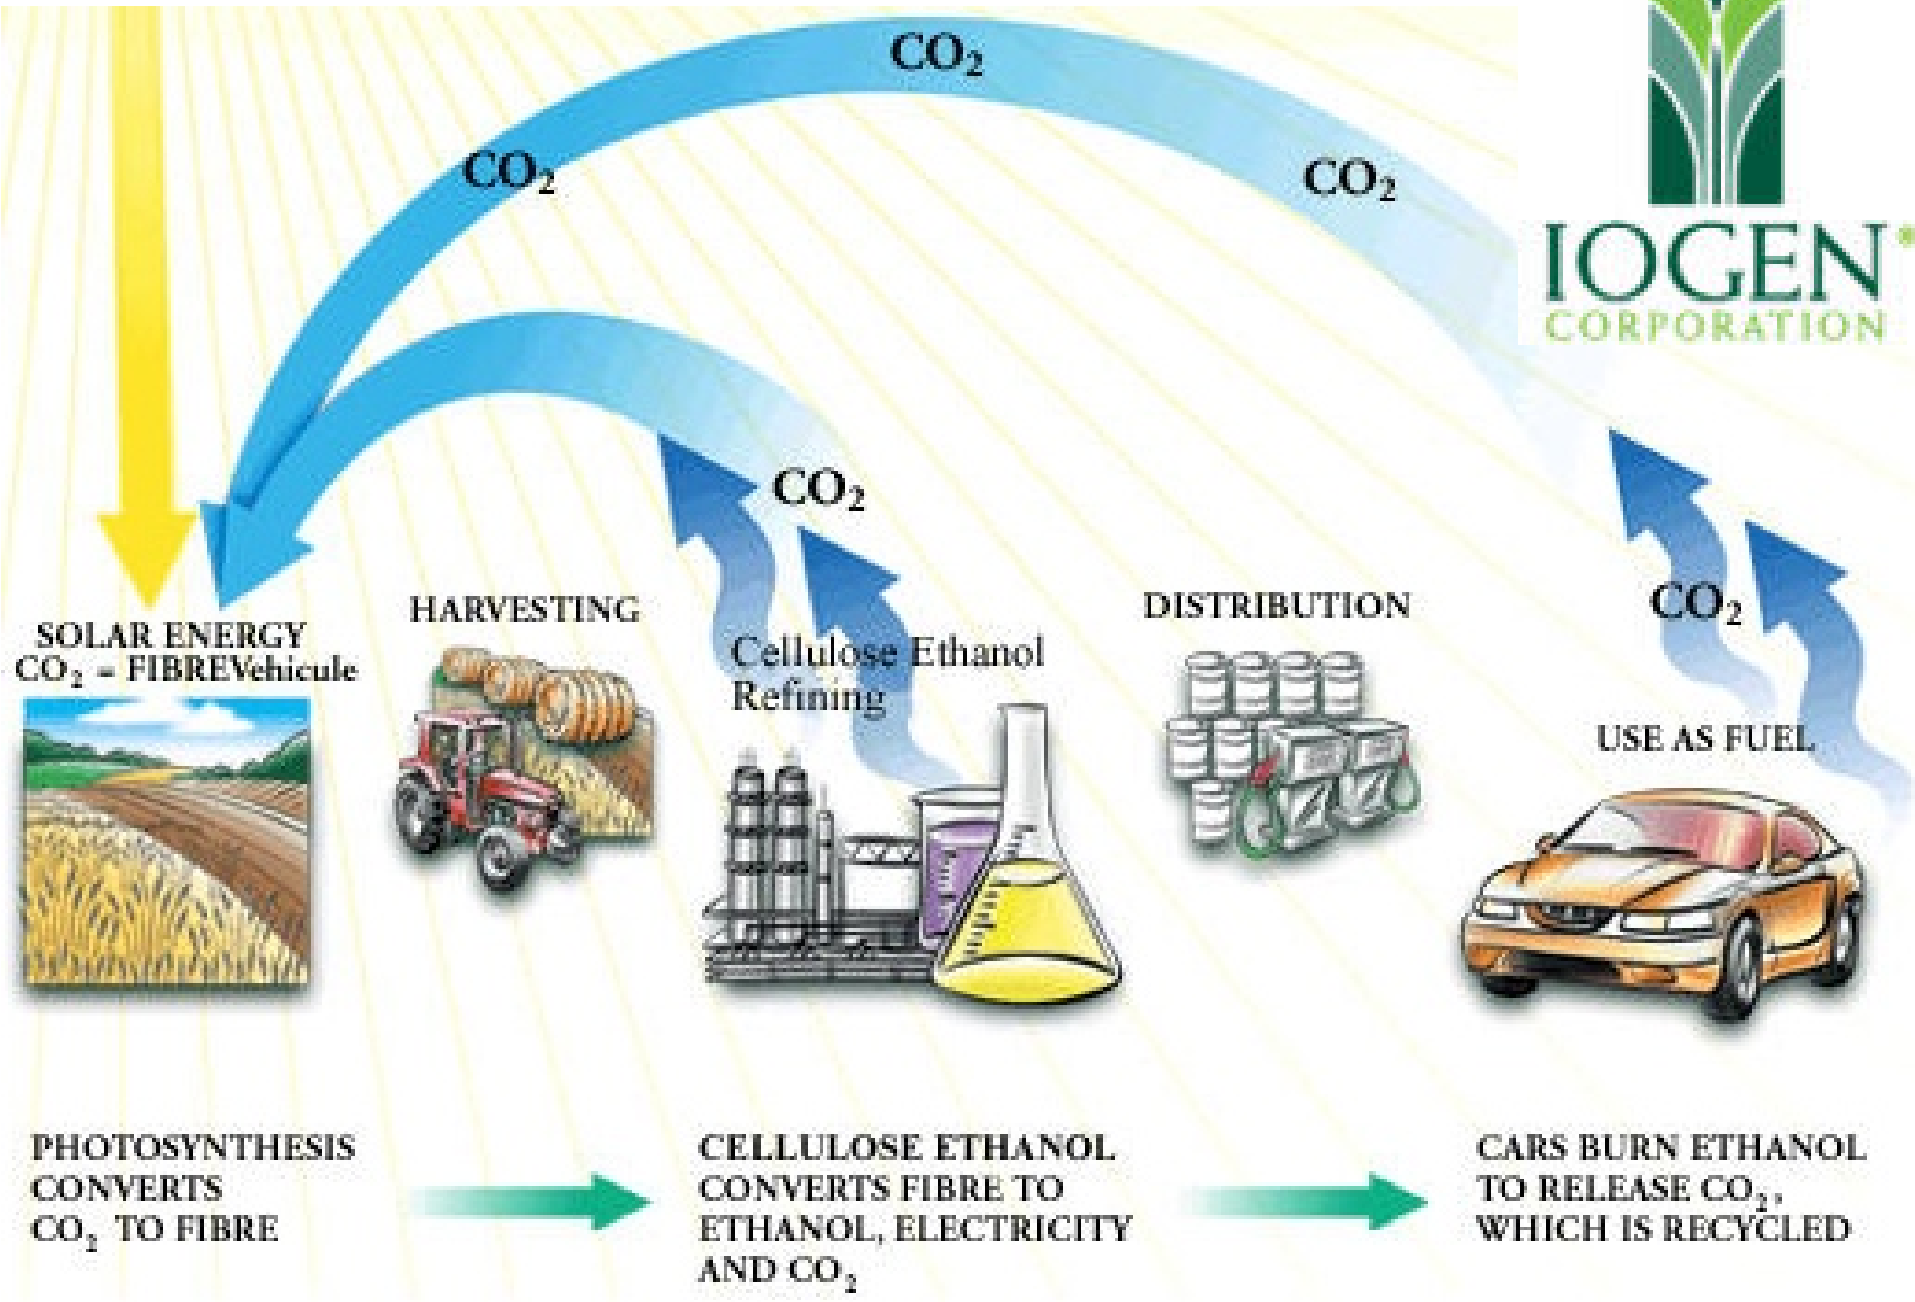 CO₂
CO₂
CO₂
IOGEN®
CORPORATION
CO₂
CO₂
SOLAR ENERGY
CO₂ = FIBREVehicule
HARVESTING
Cellulose Ethanol
Refining
DISTRIBUTION
USE AS FUEL
PHOTOSYNTHESIS
CONVERTS
CO₂ TO FIBRE
CELLULOSE ETHANOL
CONVERTS FIBRE TO
ETHANOL, ELECTRICITY
AND CO₂
CARS BURN ETHANOL
TO RELEASE CO₂,
WHICH IS RECYCLED